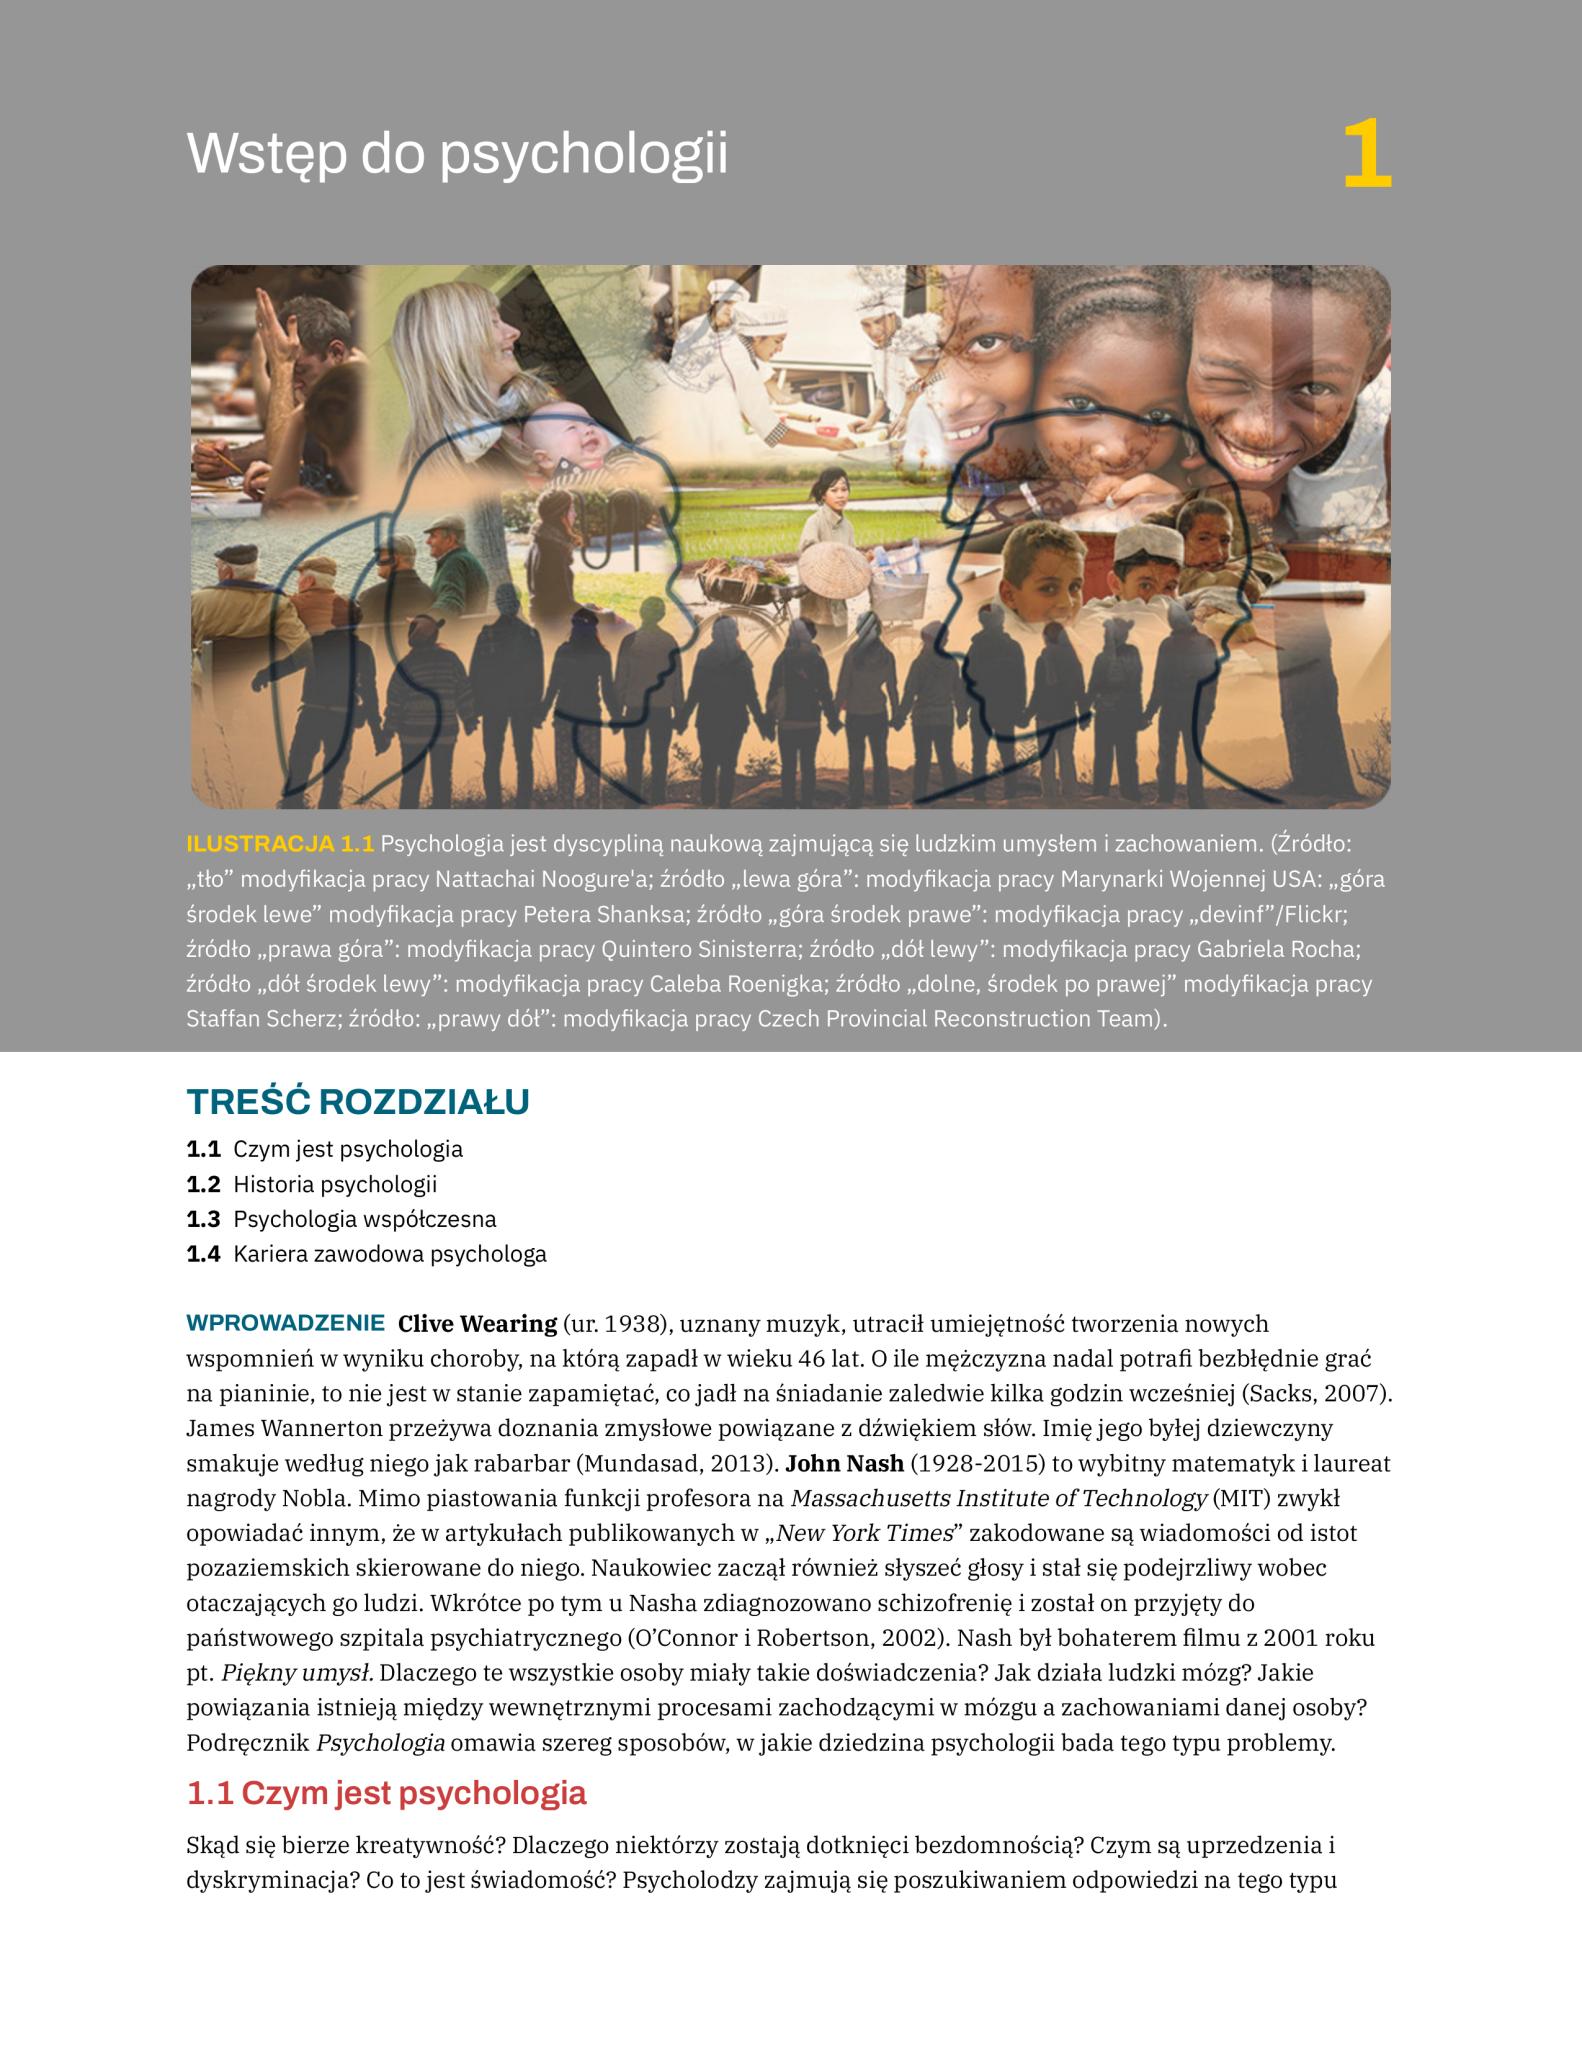 Wstęp do psychologii
1
ILUSTRACJA 1.1 Psychologia jest dyscypliną naukową zajmującą się ludzkim umysłem i zachowaniem. (Źródło:
„tło” modyfikacja pracy Nattachai Noogure'a; źródło „lewa góra”: modyfikacja pracy Marynarki Wojennej USA: „góra
środek lewe” modyfikacja pracy Petera Shanksa; źródło „góra środek prawe”: modyfikacja pracy „devinf”/Flickr;
źródło „prawa góra”: modyfikacja pracy Quintero Sinisterra; źródło „dół lewy”: modyfikacja pracy Gabriela Rocha;
źródło „dół środek lewy”: modyfikacja pracy Caleba Roenigka; źródło „dolne, środek po prawej” modyfikacja pracy
Staffan Scherz; źródło: „prawy dół”: modyfikacja pracy Czech Provincial Reconstruction Team).
TREŚĆ ROZDZIAŁU
1.1 Czym jest psychologia
1.2 Historia psychologii
1.3 Psychologia współczesna
1.4 Kariera zawodowa psychologa
WPROWADZENIE Clive Wearing (ur. 1938), uznany muzyk, utracił umiejętność tworzenia nowych
wspomnień w wyniku choroby, na którą zapadł w wieku 46 lat. O ile mężczyzna nadal potrafi bezbłędnie grać
na pianinie, to nie jest w stanie zapamiętać, co jadł na śniadanie zaledwie kilka godzin wcześniej (Sacks, 2007).
James Wannerton przeżywa doznania zmysłowe powiązane z dźwiękiem słów. Imię jego byłej dziewczyny
smakuje według niego jak rabarbar (Mundasad, 2013). John Nash (1928-2015) to wybitny matematyk i laureat
nagrody Nobla. Mimo piastowania funkcji profesora na Massachusetts Institute of Technology (MIT) zwykł
opowiadać innym, że w artykułach publikowanych w „New York Times” zakodowane są wiadomości od istot
pozaziemskich skierowane do niego. Naukowiec zaczął również słyszeć głosy i stał się podejrzliwy wobec
otaczających go ludzi. Wkrótce po tym u Nasha zdiagnozowano schizofrenię i został on przyjęty do
państwowego szpitala psychiatrycznego (O’Connor i Robertson, 2002). Nash był bohaterem filmu z 2001 roku
pt. Piękny umysł. Dlaczego te wszystkie osoby miały takie doświadczenia? Jak działa ludzki mózg? Jakie
powiązania istnieją między wewnętrznymi procesami zachodzącymi w mózgu a zachowaniami danej osoby?
Podręcznik Psychologia omawia szereg sposobów, w jakie dziedzina psychologii bada tego typu problemy.
1.1 Czym jest psychologia
Skąd się bierze kreatywność? Dlaczego niektórzy zostają dotknięci bezdomnością? Czym są uprzedzenia i
dyskryminacja? Co to jest świadomość? Psycholodzy zajmują się poszukiwaniem odpowiedzi na tego typu